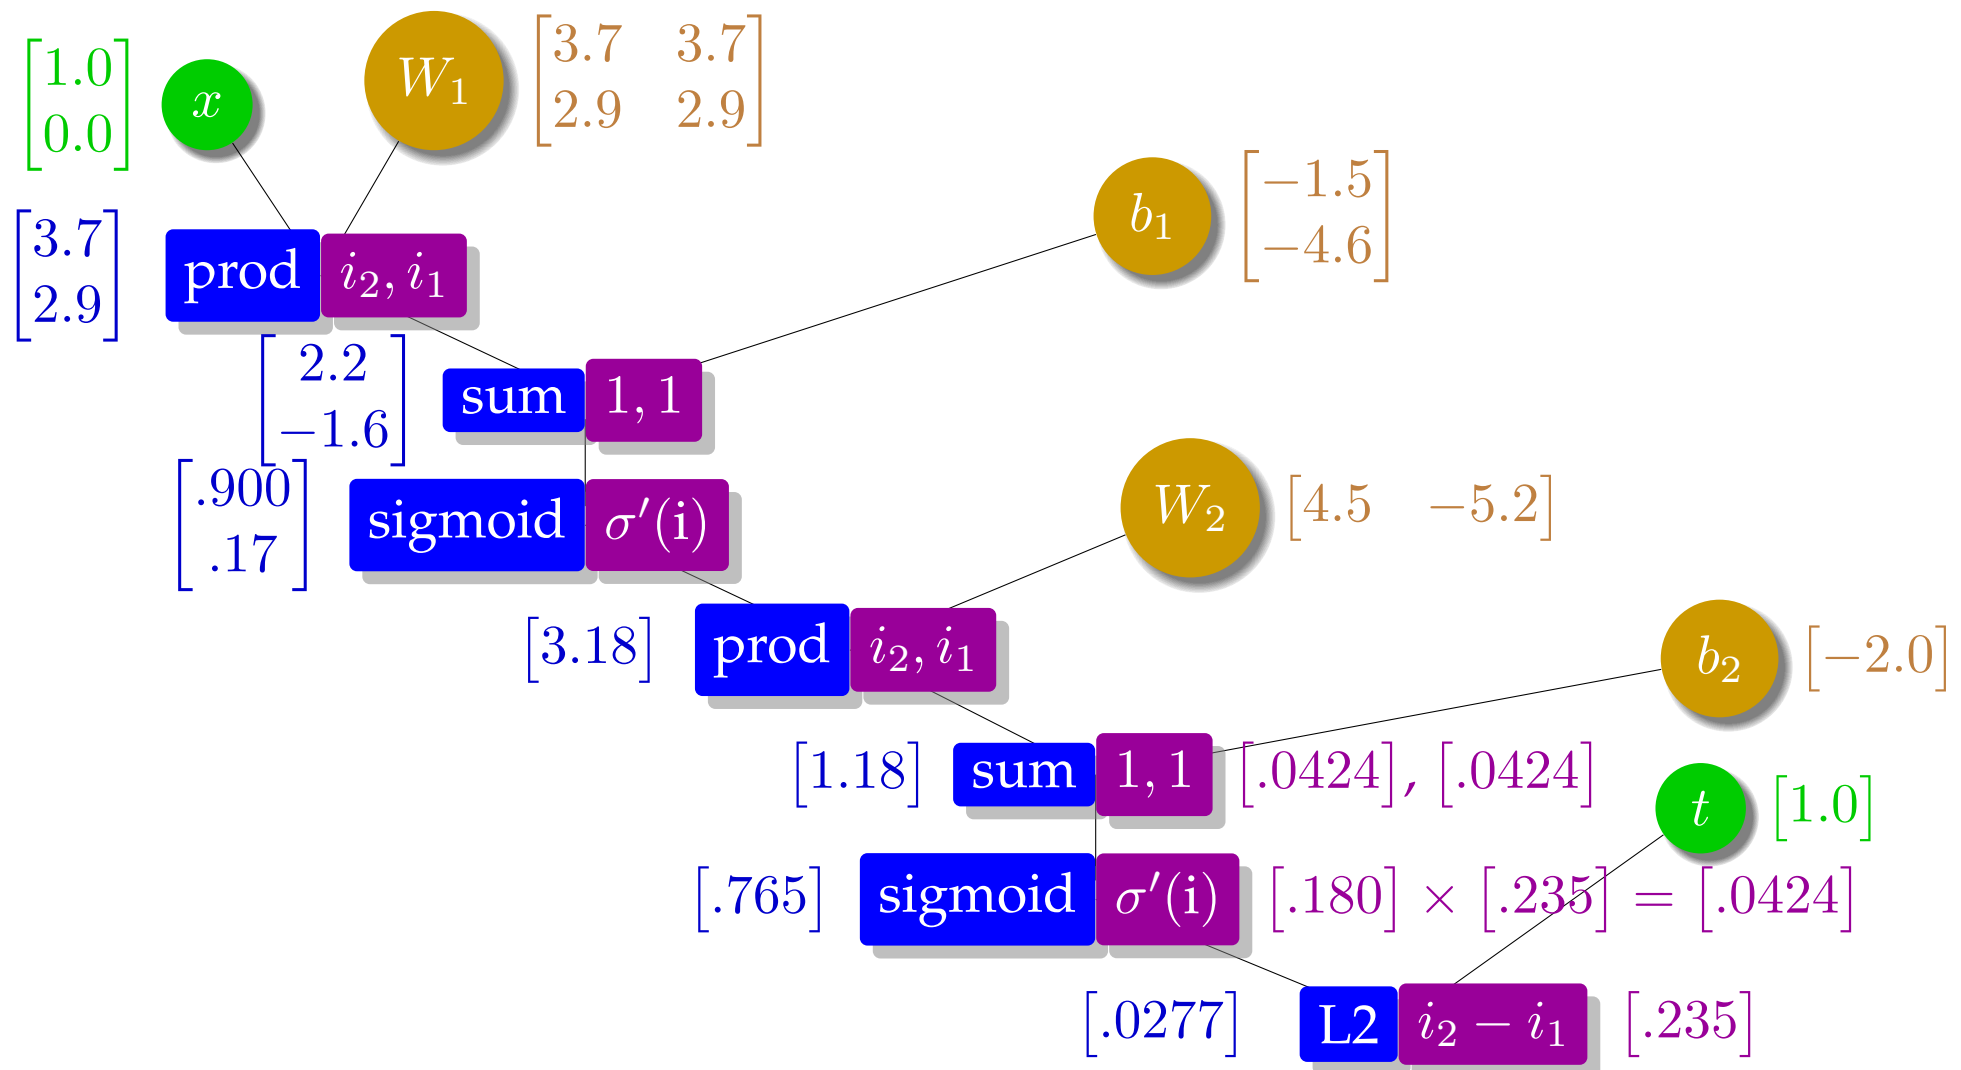 [1.0
0.0]
x
W₁
[3.7 3.7
2.9 2.9]
b₁
[−1.5
−4.6]
[3.7
2.9]
prod i₂, i₁
[2.2
−1.6]
sum 1, 1
[.900
.17]
sigmoid σ′(i)
W₂
[4.5 −5.2]
[3.18]
prod i₂, i₁
b₂
[−2.0]
[1.18]
sum 1, 1 [.0424], [.0424]
t
[1.0]
[.765]
sigmoid σ′(i) [.180] × [.235] = [.0424]
[.0277]
L2 i₂ − i₁ [.235]